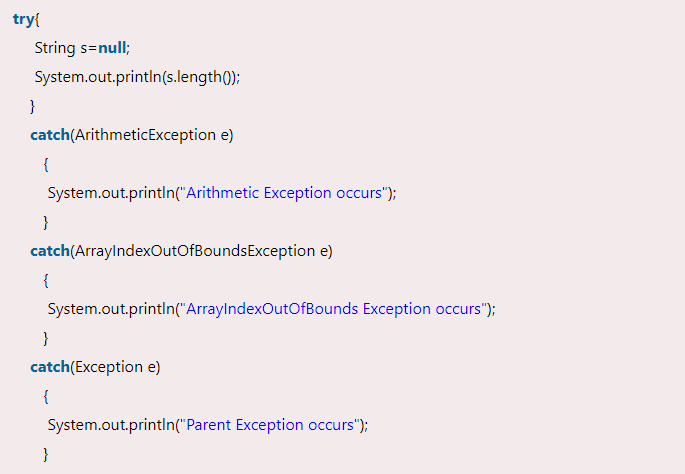 try{
String s=null;
System.out.println(s.length());
}
catch(ArithmeticException e)
{
System.out.println("Arithmetic Exception occurs");
}
catch(ArrayIndexOutOfBoundsException e)
{
System.out.println("ArrayIndexOutOfBounds Exception occurs");
}
catch(Exception e)
{
System.out.println("Parent Exception occurs");
}